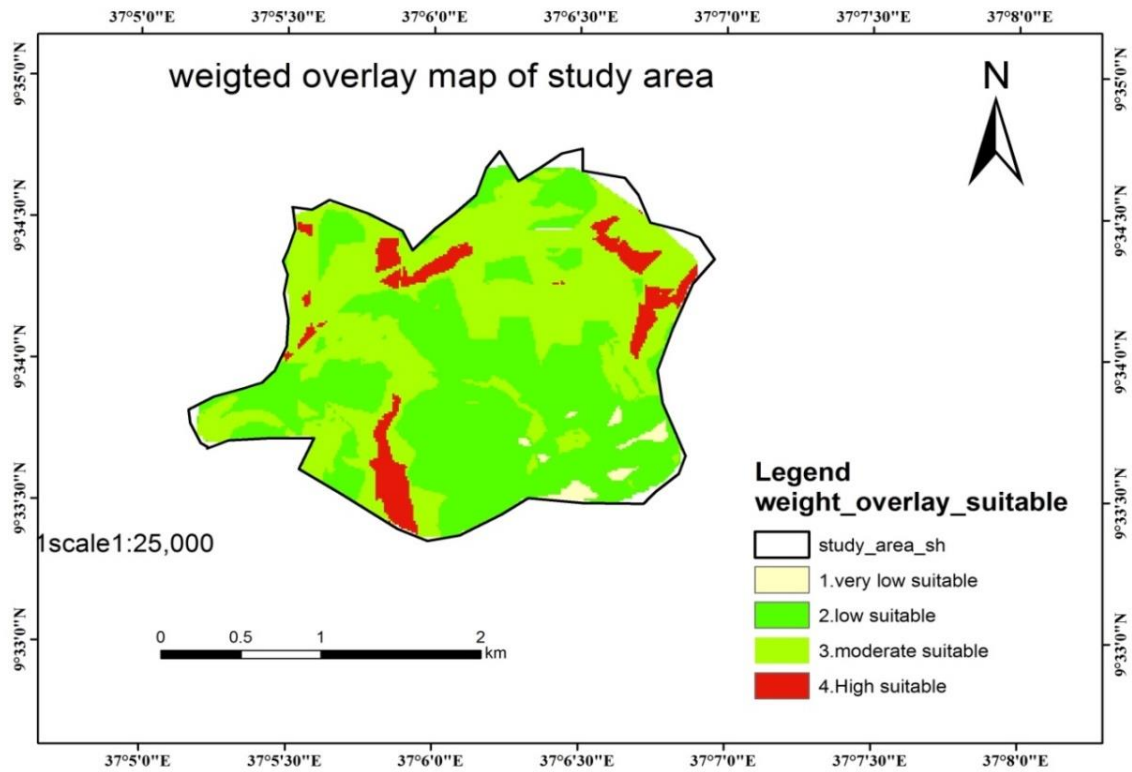 37°5'0"E 37°5'30"E 37°6'0"E 37°6'30"E 37°7'0"E 37°7'30"E 37°8'0"E
weigted overlay map of study area
N
9°35'0"N 9°35'0"N
9°34'30"N 9°34'30"N
9°34'0"N 9°34'0"N
9°33'30"N 9°33'30"N
9°33'0"N 9°33'0"N
1scale1:25,000
0 0.5 1 2
km
Legend
weight_overlay_suitable
study_area_sh
1.very low suitable
2.low suitable
3.moderate suitable
4.High suitable
37°5'0"E 37°5'30"E 37°6'0"E 37°6'30"E 37°7'0"E 37°7'30"E 37°8'0"E